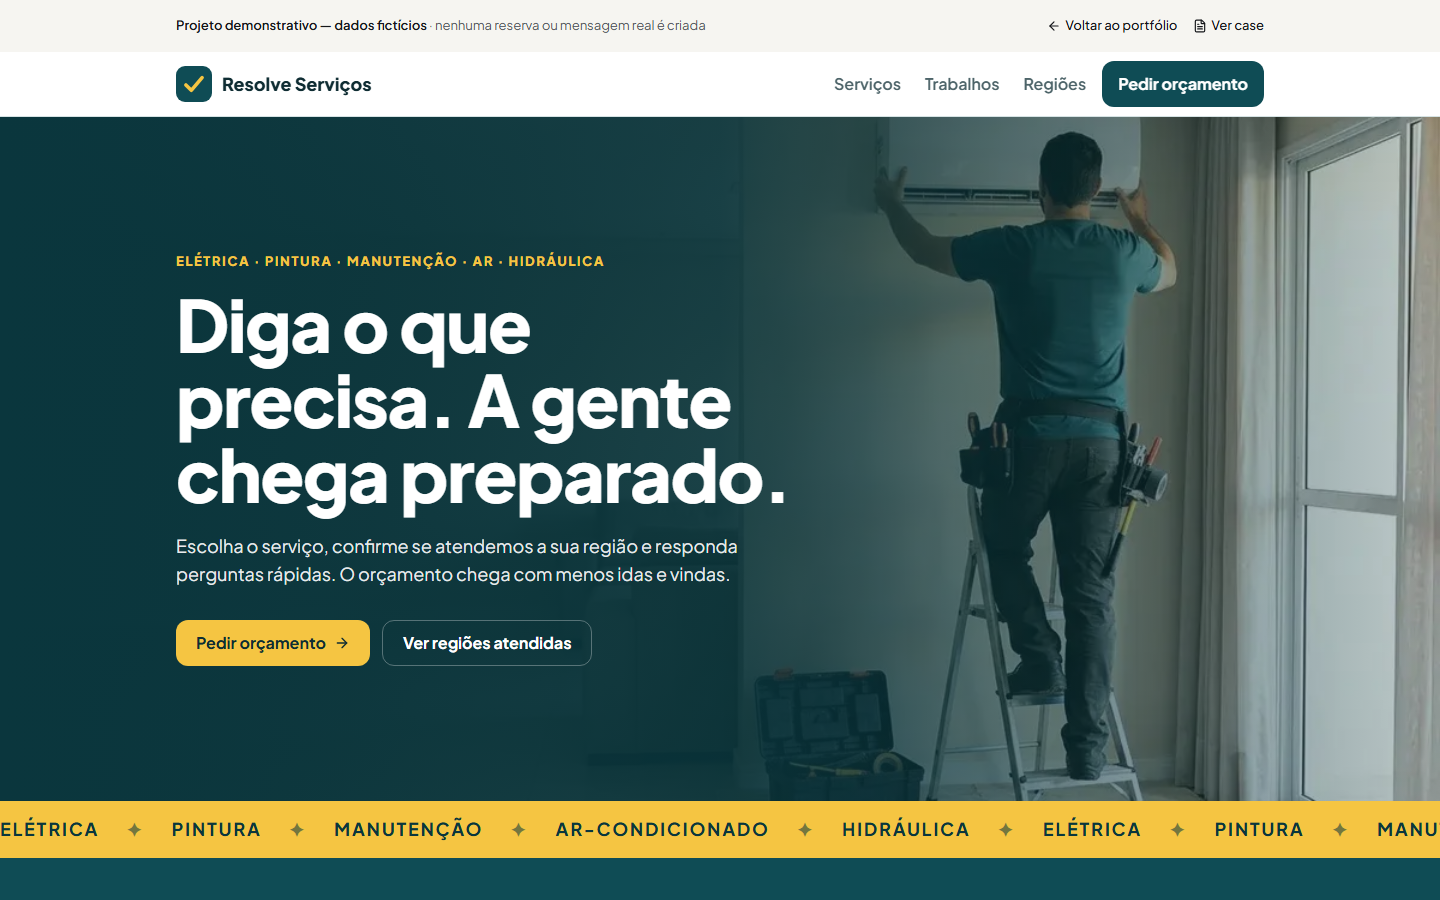 Projeto demonstrativo — dados fictícios · nenhuma reserva ou mensagem real é criada
Voltar ao portfólio
Ver case
Resolve Serviços
Serviços
Trabalhos
Regiões
Pedir orçamento
ELÉTRICA · PINTURA · MANUTENÇÃO · AR · HIDRÁULICA
Diga o que
precisa. A gente
chega preparado.
Escolha o serviço, confirme se atendemos a sua região e responda
perguntas rápidas. O orçamento chega com menos idas e vindas.
Pedir orçamento
Ver regiões atendidas
ELÉTRICA ✦ PINTURA ✦ MANUTENÇÃO ✦ AR-CONDICIONADO ✦ HIDRÁULICA ✦ ELÉTRICA ✦ PINTURA ✦ MANU